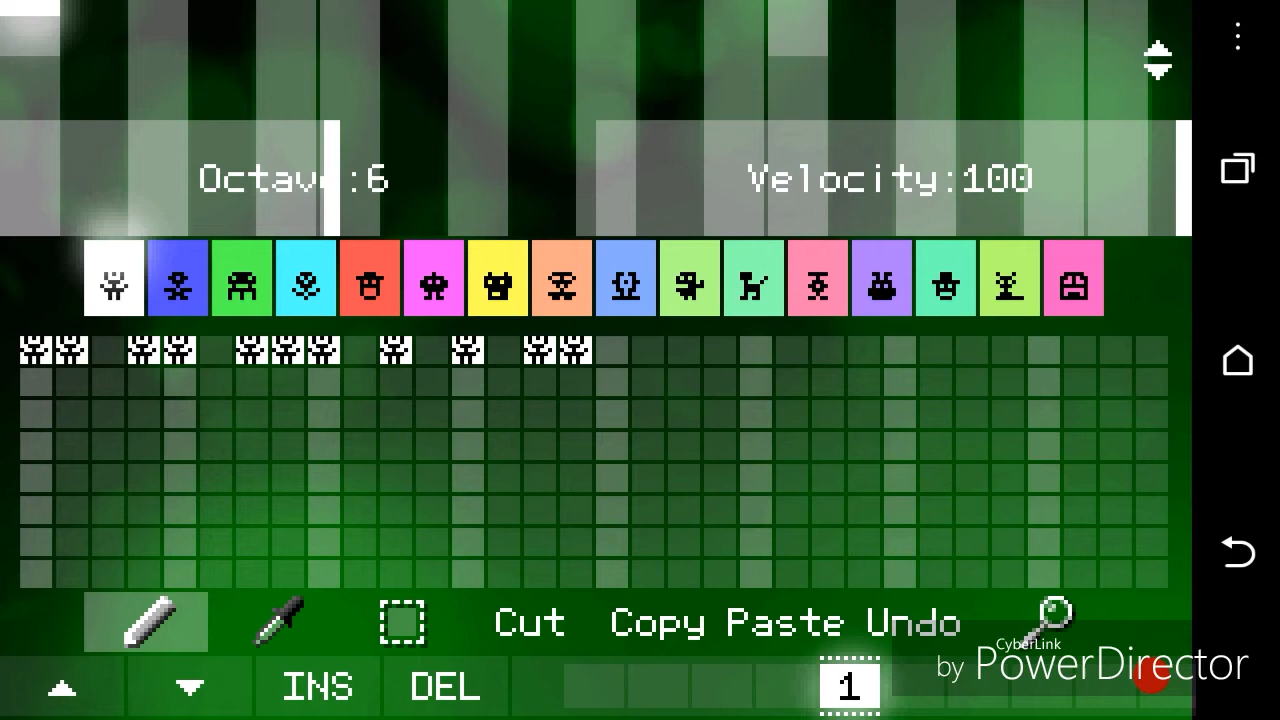 Octave:6 Velocity:100
Cut Copy Paste Undo
CyberLink
by PowerDirector
INS DEL 1